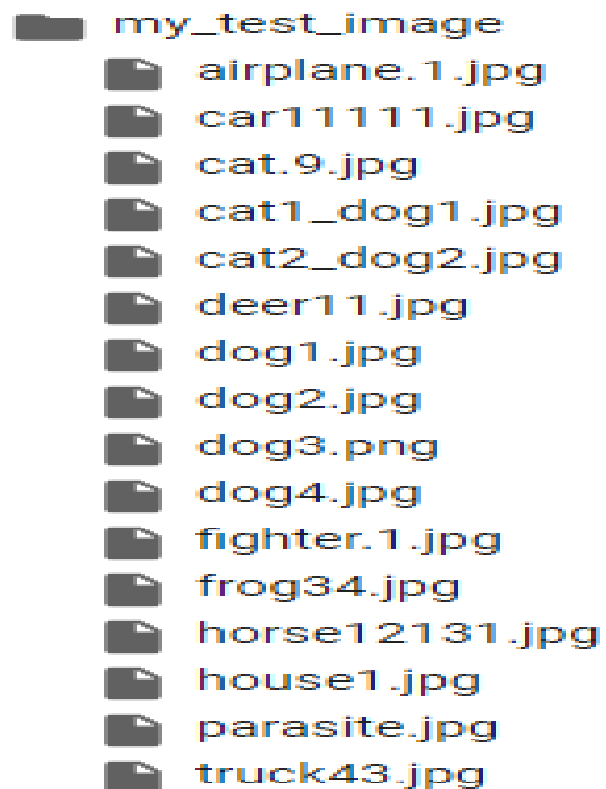 my_test_image
airplane.1.jpg
car11111.jpg
cat.9.jpg
cat1_dog1.jpg
cat2_dog2.jpg
deer11.jpg
dog1.jpg
dog2.jpg
dog3.png
dog4.jpg
fighter.1.jpg
frog34.jpg
horse12131.jpg
house1.jpg
parasite.jpg
truck43.jpg